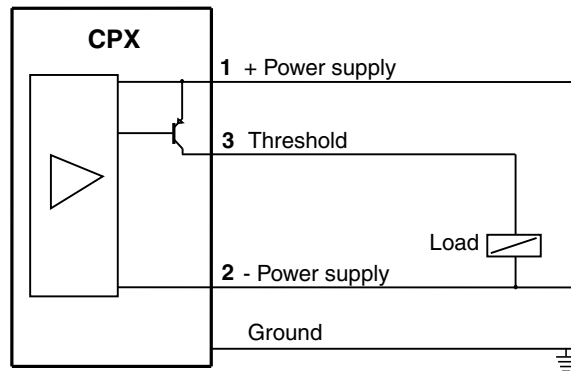 CPX
1 + Power supply
3 Threshold
Load
2 - Power supply
Ground